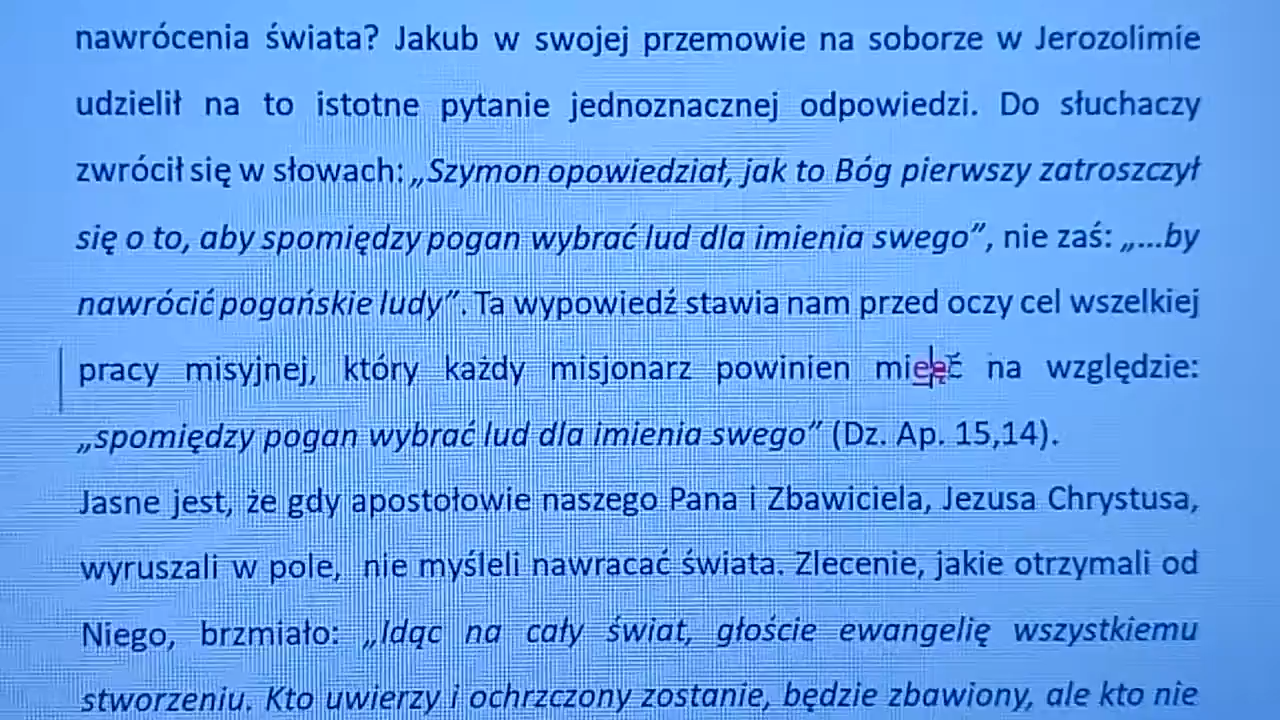 nawrócenia świata? Jakub w swojej przemowie na soborze w Jerozolimie
udzielił na to istotne pytanie jednoznacznej odpowiedzi. Do słuchaczy
zwrócił się w słowach: „Szymon opowiedział, jak to Bóg pierwszy zatroszczył
się o to, aby spomiędzy pogan wybrać lud dla imienia swego”, nie zaś: „...by
nawrócić pogańskie ludy”. Ta wypowiedź stawia nam przed oczy cel wszelkiej
pracy misyjnej, który każdy misjonarz powinien mieęć na względzie:
„spomiędzy pogan wybrać lud dla imienia swego” (Dz. Ap. 15,14).
Jasne jest, że gdy apostołowie naszego Pana i Zbawiciela, Jezusa Chrystusa,
wyruszali w pole, nie myśleli nawracać świata. Zlecenie, jakie otrzymali od
Niego, brzmiało: „Idąc na cały świat, głoście ewangelię wszystkiemu
stworzeniu. Kto uwierzy i ochrzczony zostanie, będzie zbawiony, ale kto nie